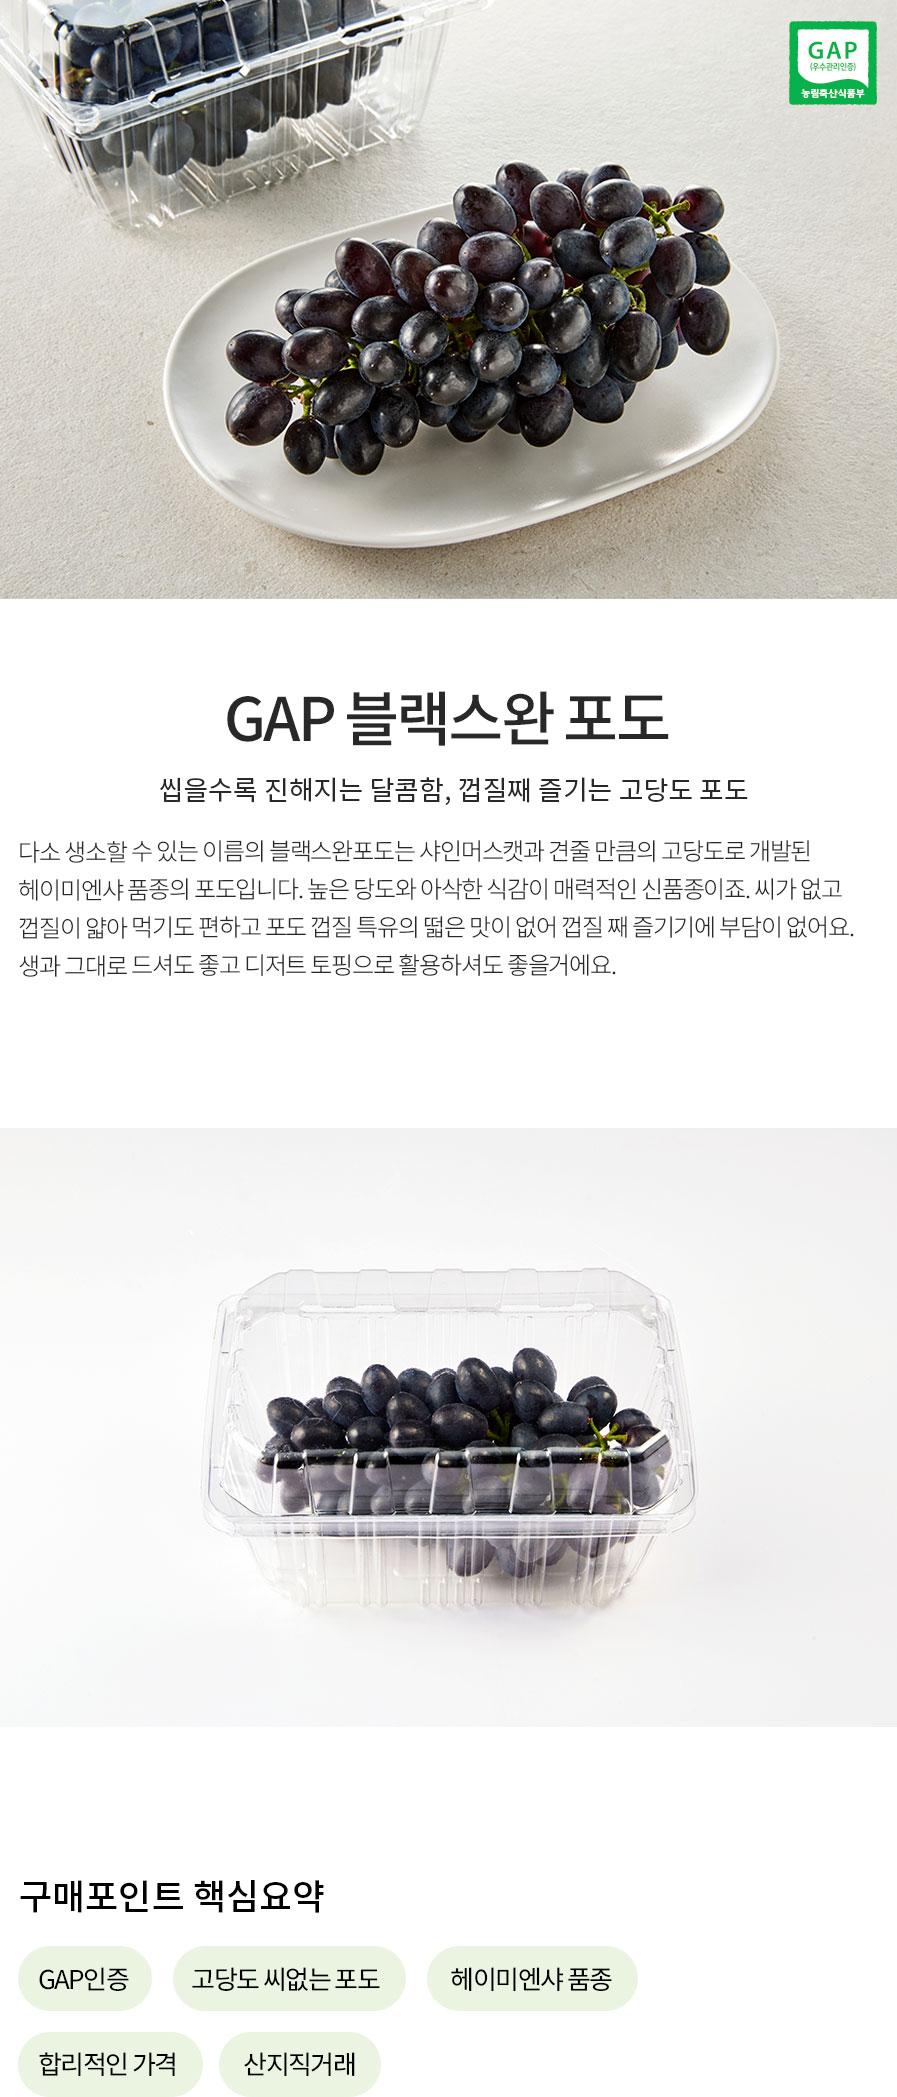 GAP
(우수관리인증)
농림축산식품부
GAP 블랙스완 포도
씹을수록 진해지는 달콤함, 껍질째 즐기는 고당도 포도
다소 생소할 수 있는 이름의 블랙스완포도는 샤인머스캣과 견줄 만큼의 고당도로 개발된
헤이미엔샤 품종의 포도입니다. 높은 당도와 아삭한 식감이 매력적인 신품종이죠. 씨가 없고
껍질이 얇아 먹기도 편하고 포도 껍질 특유의 떫은 맛이 없어 껍질 째 즐기기에 부담이 없어요.
생과 그대로 드셔도 좋고 디저트 토핑으로 활용하셔도 좋을거에요.
구매포인트 핵심요약
GAP인증 고당도 씨없는 포도 헤이미엔샤 품종
합리적인 가격 산지직거래